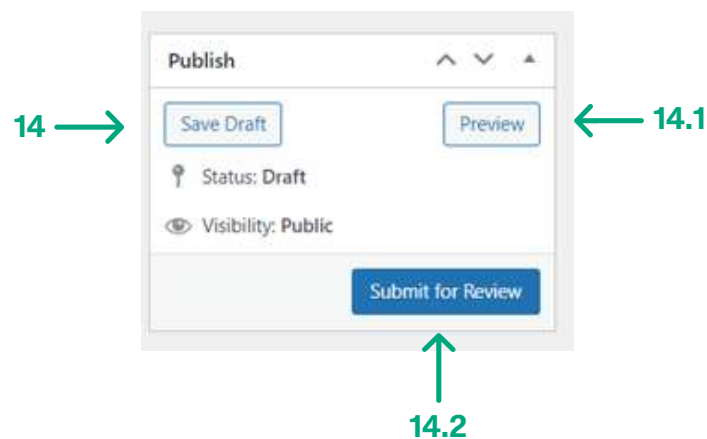 Publish
14
Save Draft
Preview
14.1
Status: Draft
Visibility: Public
Submit for Review
14.2